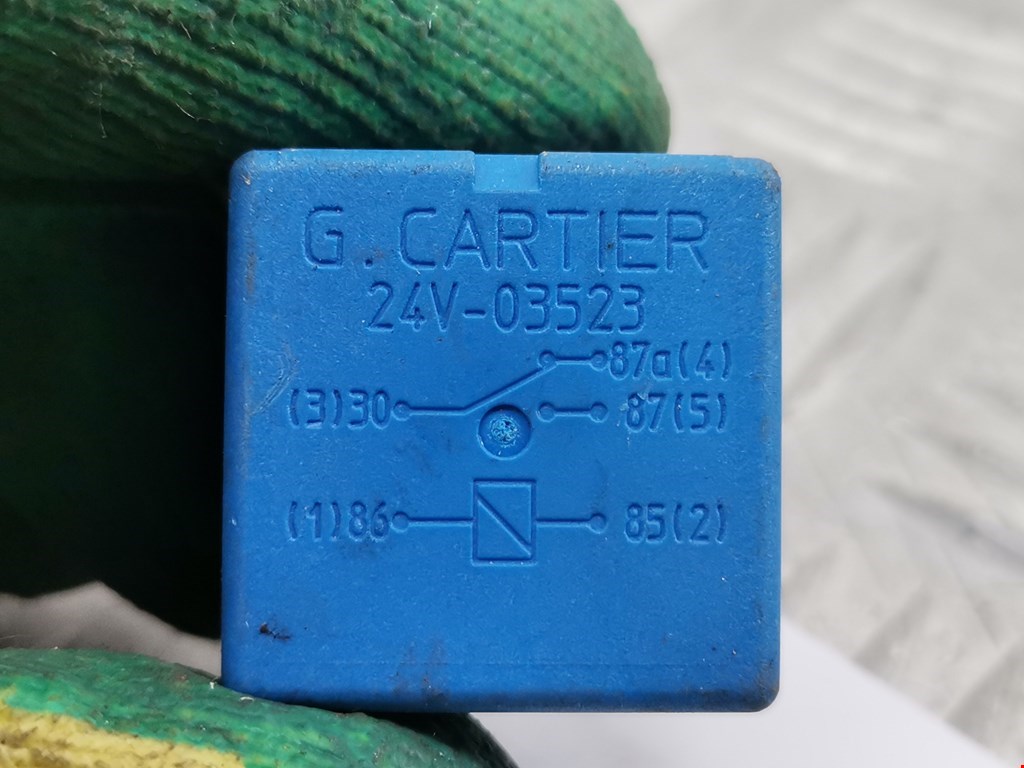 G.CARTIER
24V-03523
87a(4)
(3)30 87(5)
(1)86 85(2)